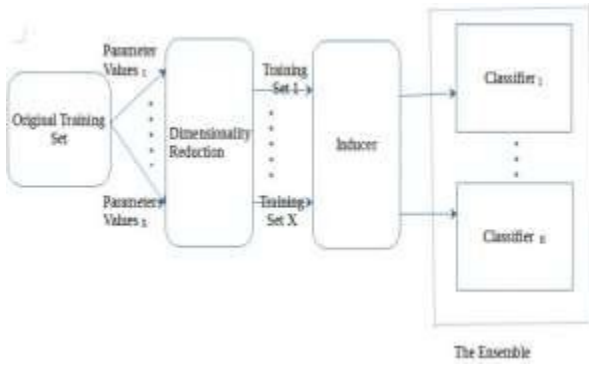 Parameter
Values 1
Original Training
Set
Dimensionality
Reduction
Parameter
Values
Training
Set 1
Training
Set X
Inducer
Classifier 1
Classifier
The Ensemble